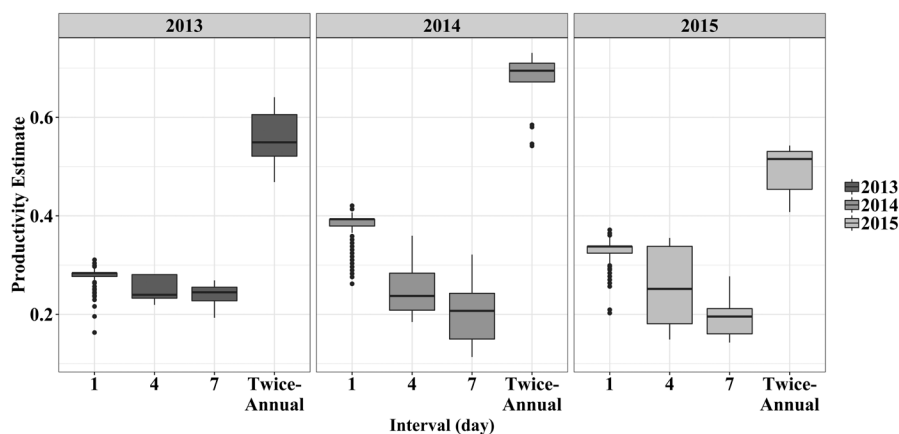 2013 2014 2015
Productivity Estimate
0.6
0.4
0.2
1 4 7 Twice-Annual 1 4 7 Twice-Annual 1 4 7 Twice-Annual
Interval (day)
2013
2014
2015